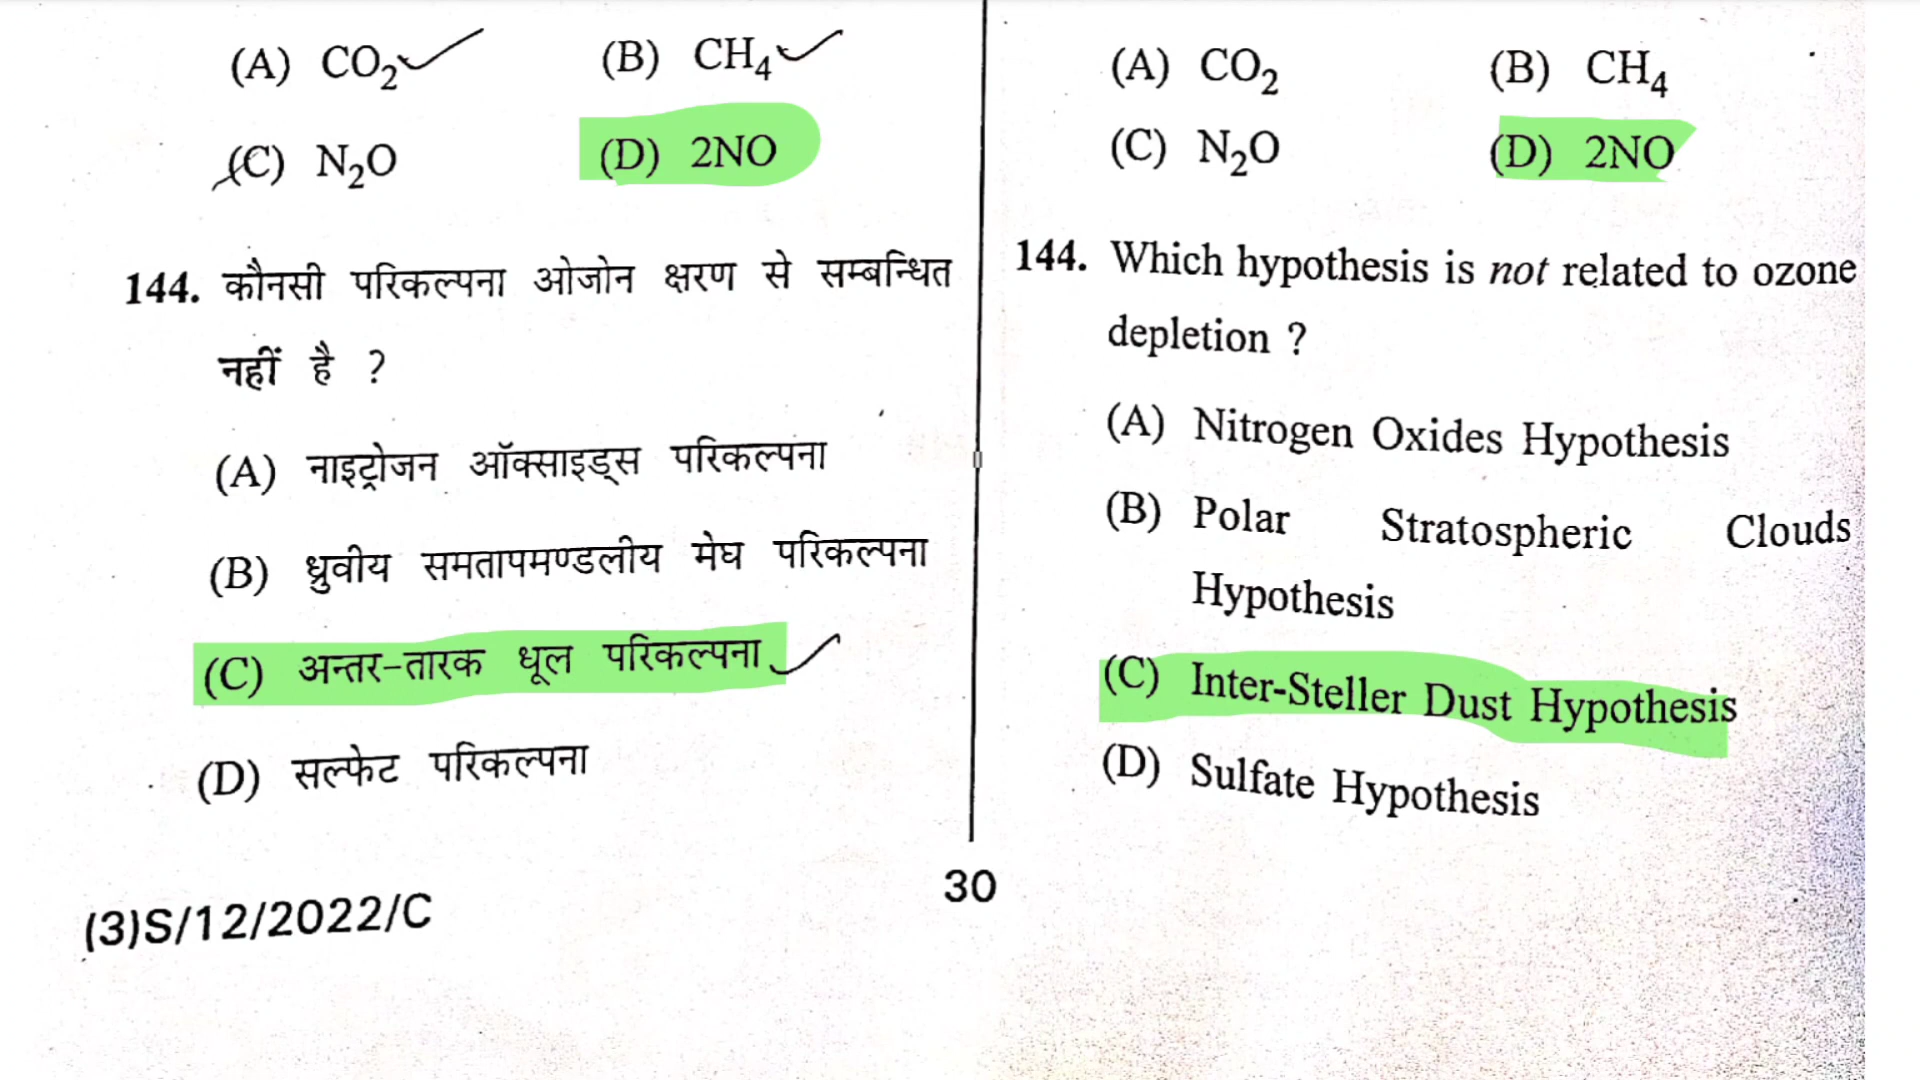 (A) CO₂ (B) CH₄
(C) N₂O (D) 2NO
144. कौनसी परिकल्पना ओजोन क्षरण से सम्बन्धित
नहीं है ?
(A) नाइट्रोजन ऑक्साइड्स परिकल्पना
(B) ध्रुवीय समतापमण्डलीय मेघ परिकल्पना
(C) अन्तर-तारक धूल परिकल्पना
(D) सल्फेट परिकल्पना
(A) CO₂ (B) CH₄
(C) N₂O (D) 2NO
144. Which hypothesis is not related to ozone
depletion ?
(A) Nitrogen Oxides Hypothesis
(B) Polar Stratospheric Clouds
Hypothesis
(C) Inter-Steller Dust Hypothesis
(D) Sulfate Hypothesis
(3)S/12/2022/C
30